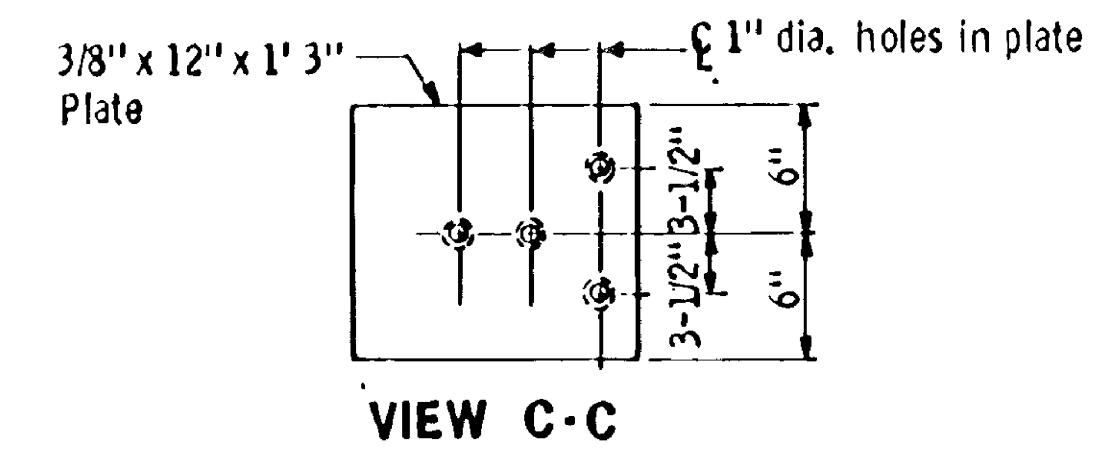 3/8" x 12" x 1' 3"
Plate
℄ 1" dia. holes in plate
3-1/2"
3-1/2"
6"
6"
VIEW C-C